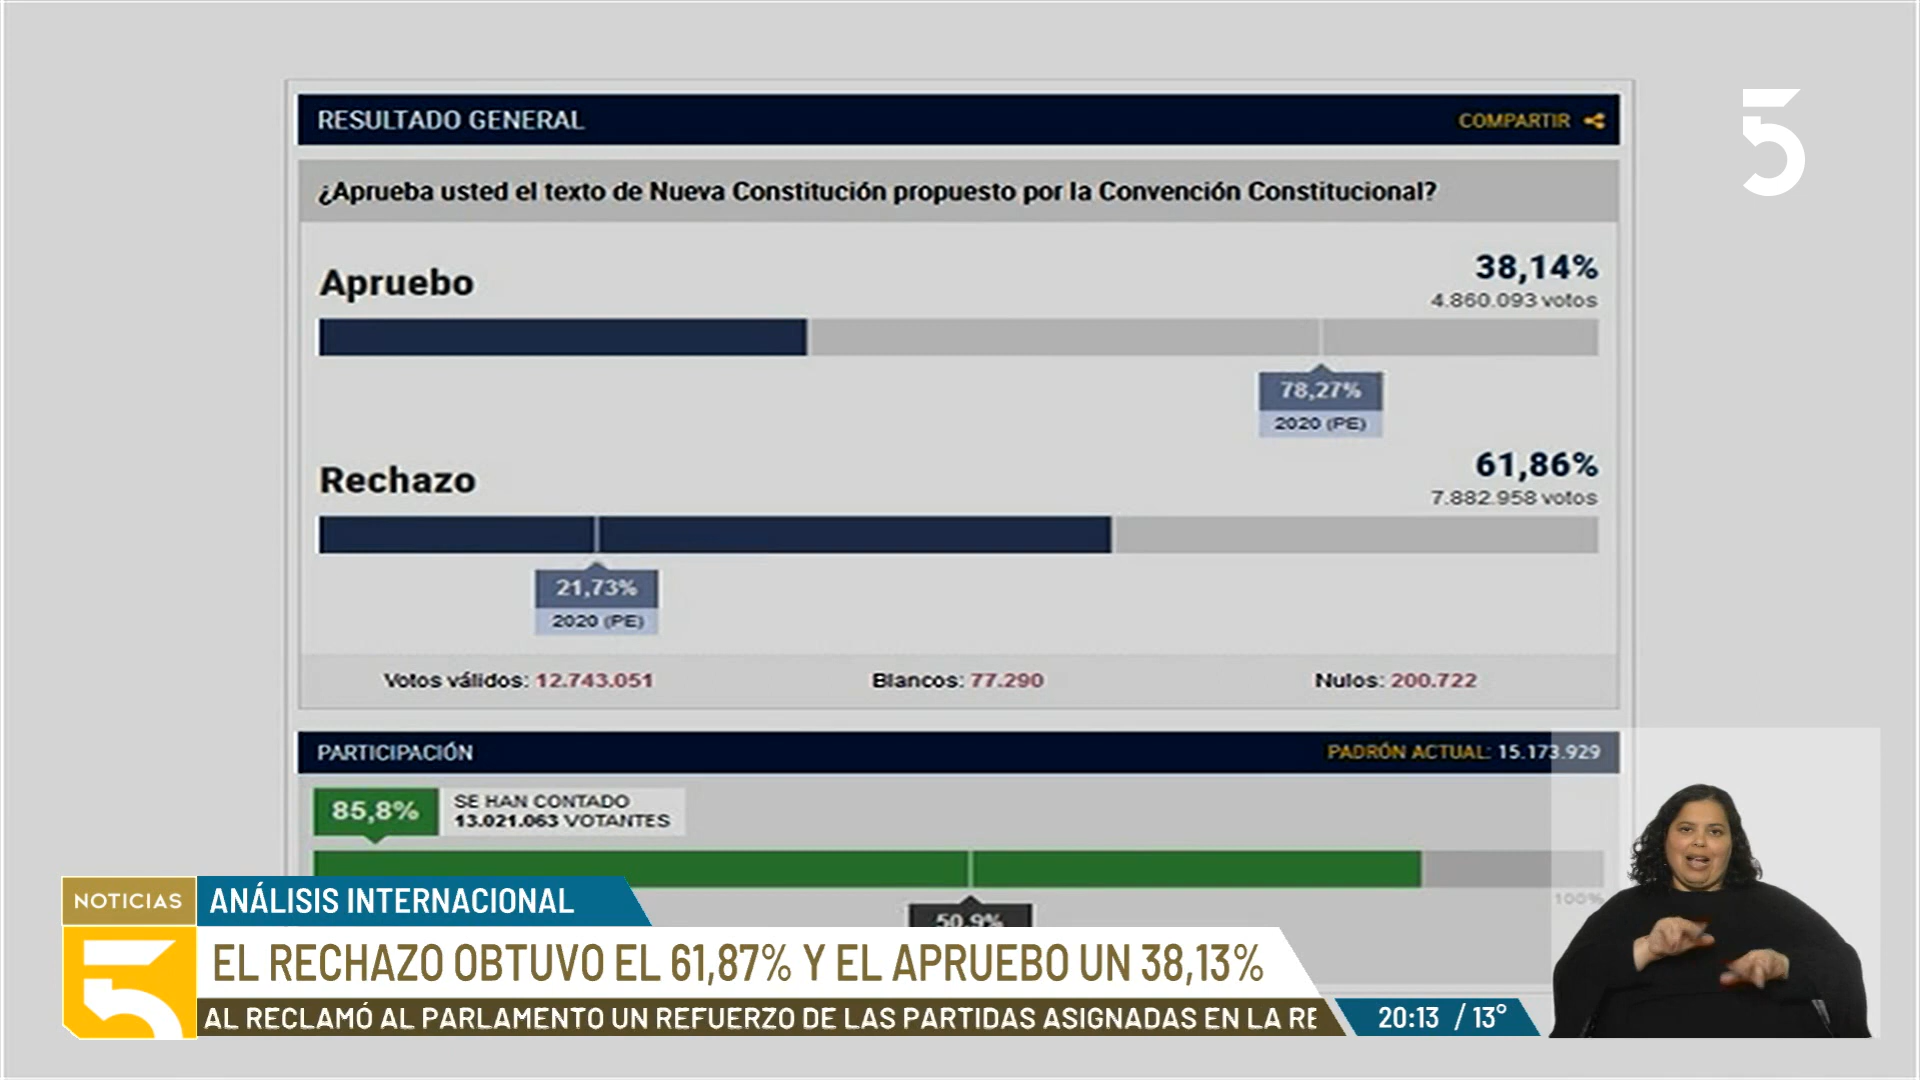 RESULTADO GENERAL
COMPARTIR
5
¿Aprueba usted el texto de Nueva Constitución propuesto por la Convención Constitucional?
Apruebo
38,14%
4.860.093 votos
78,27%
2020 (PE)
Rechazo
61,86%
7.882.958 votos
21,73%
2020 (PE)
Votos válidos: 12.743.051
Blancos: 77.290
Nulos: 200.722
PARTICIPACIÓN
PADRÓN ACTUAL: 15.173.929
85,8%
SE HAN CONTADO
13.021.063 VOTANTES
100%
50,9%
NOTICIAS
ANÁLISIS INTERNACIONAL
5
EL RECHAZO OBTUVO EL 61,87% Y EL APRUEBO UN 38,13%
AL RECLAMÓ AL PARLAMENTO UN REFUERZO DE LAS PARTIDAS ASIGNADAS EN LA RE
20:13 / 13°